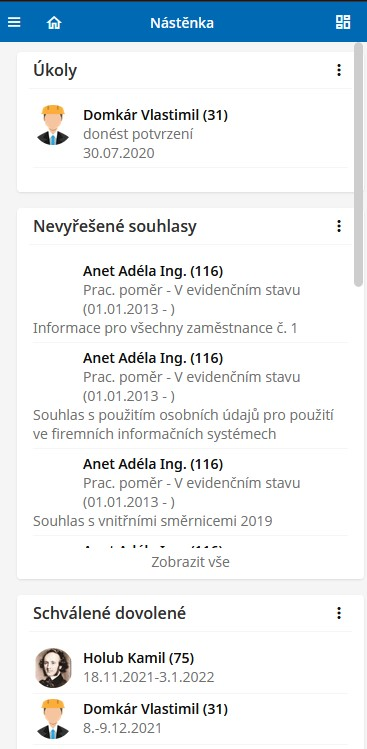 Nástěnka
Úkoly
Domkár Vlastimil (31)
donést potvrzení
30.07.2020
Nevyřešené souhlasy
Anet Adéla Ing. (116)
Prac. poměr - V evidenčním stavu
(01.01.2013 - )
Informace pro všechny zaměstnance č. 1
Anet Adéla Ing. (116)
Prac. poměr - V evidenčním stavu
(01.01.2013 - )
Souhlas s použitím osobních údajů pro použití
ve firemních informačních systémech
Anet Adéla Ing. (116)
Prac. poměr - V evidenčním stavu
(01.01.2013 - )
Souhlas s vnitřními směrnicemi 2019
Zobrazit vše
Schválené dovolené
Holub Kamil (75)
18.11.2021-3.1.2022
Domkár Vlastimil (31)
8.-9.12.2021